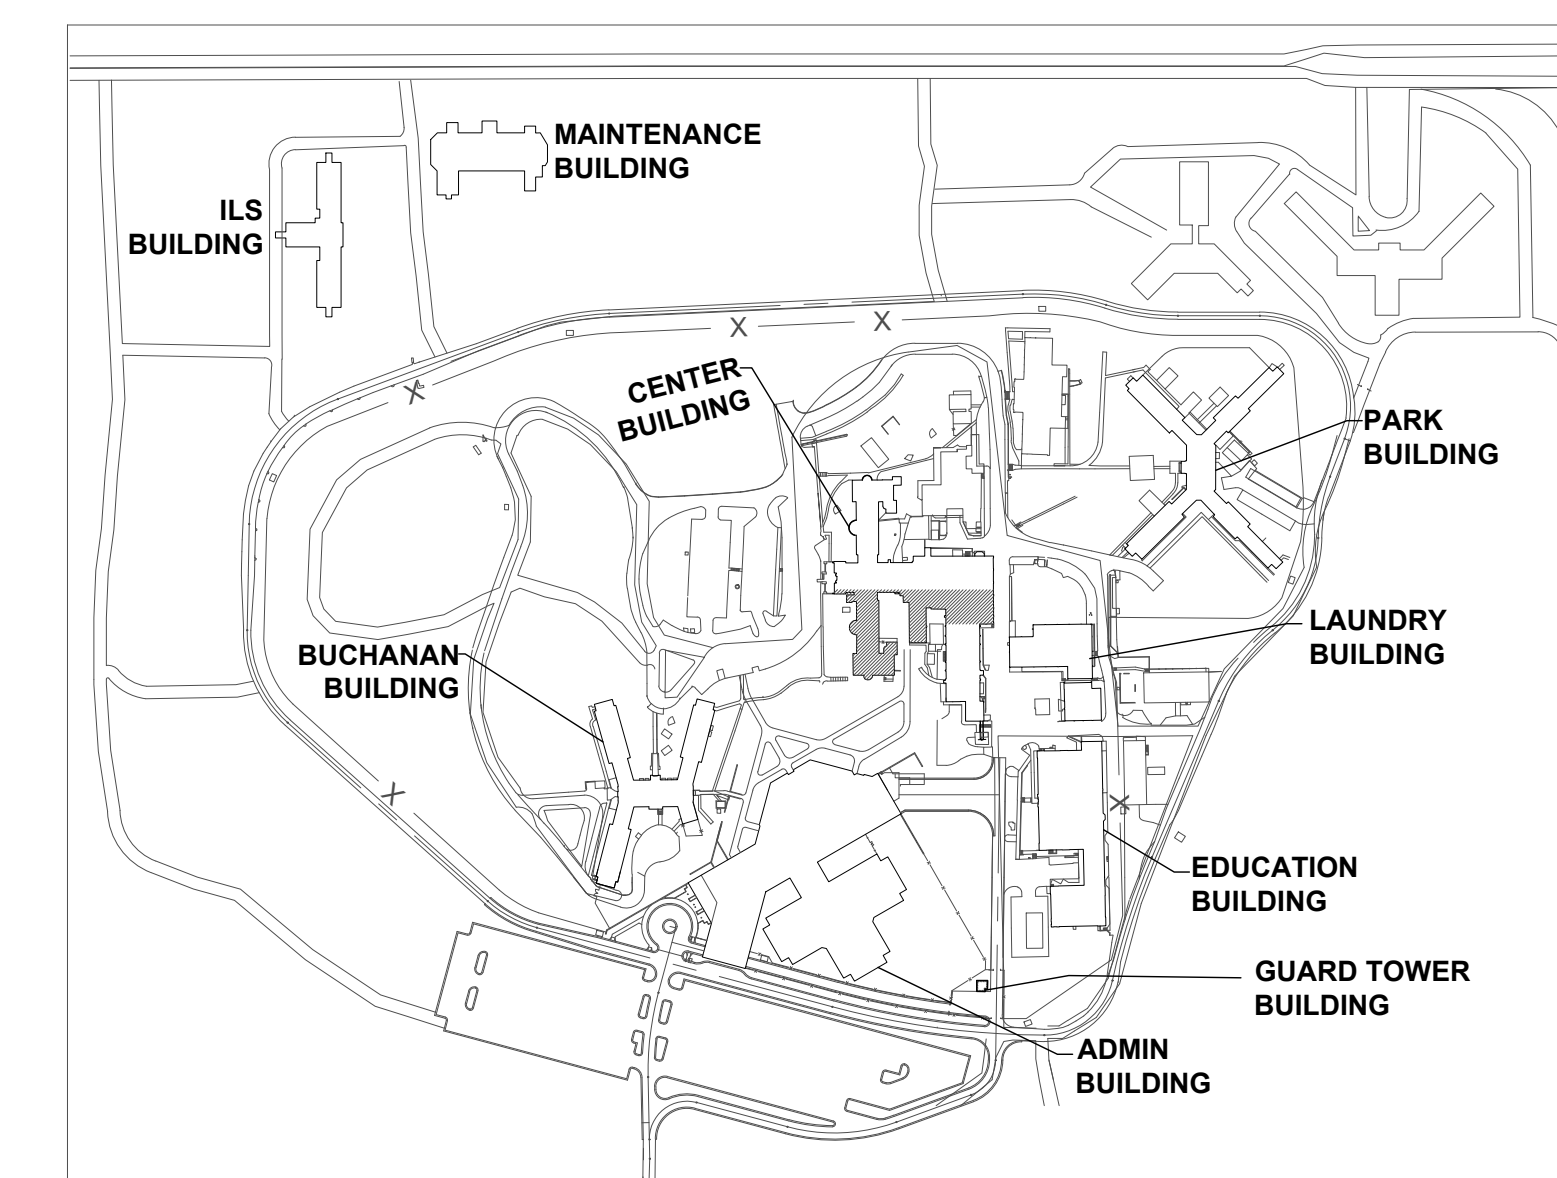 MAINTENANCE
BUILDING
ILS
BUILDING
X
X
X
CENTER
BUILDING
PARK
BUILDING
LAUNDRY
BUILDING
BUCHANAN
BUILDING
X
X
EDUCATION
BUILDING
GUARD TOWER
BUILDING
ADMIN
BUILDING